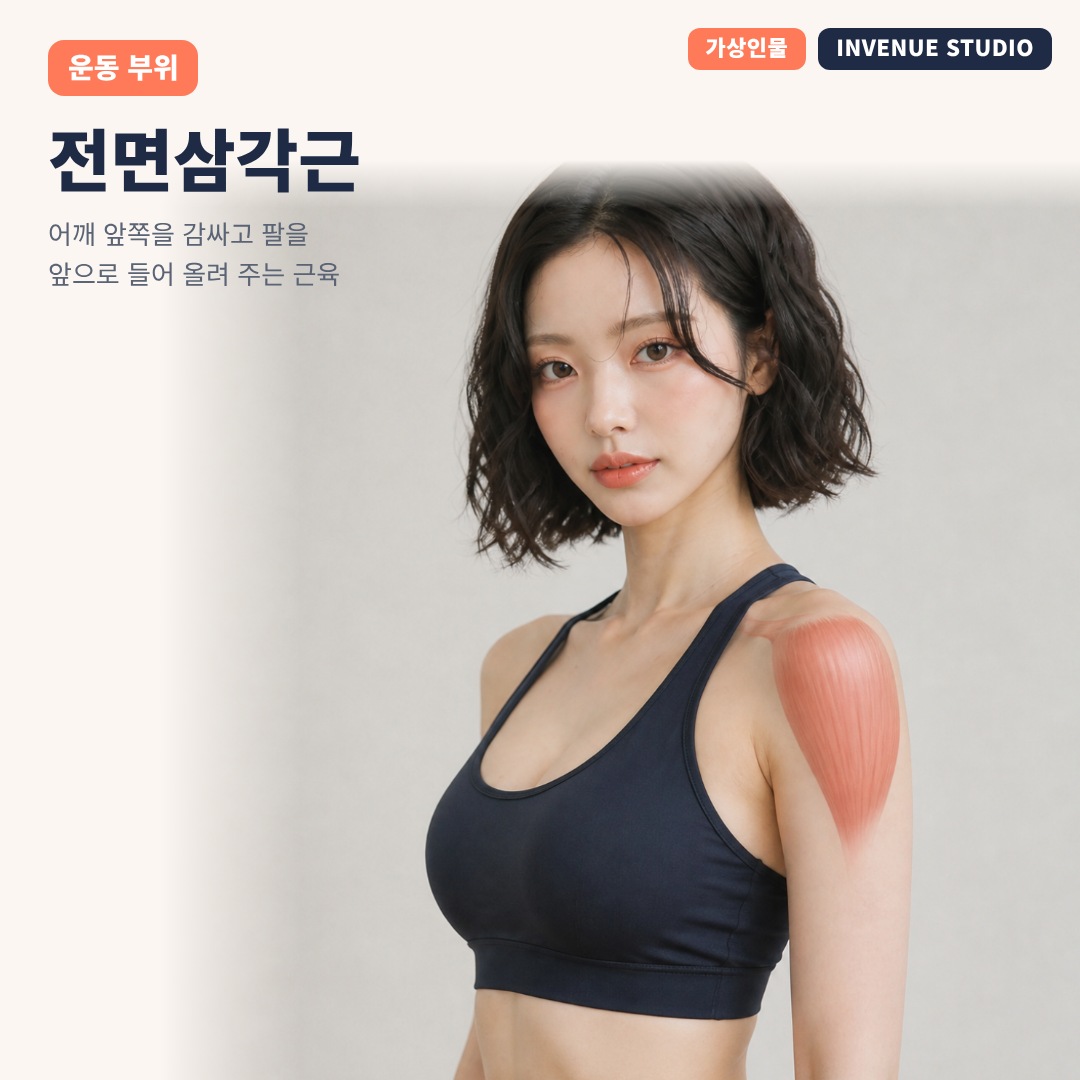 운동 부위
가상인물
INVENUE STUDIO
전면삼각근
어깨 앞쪽을 감싸고 팔을
앞으로 들어 올려 주는 근육